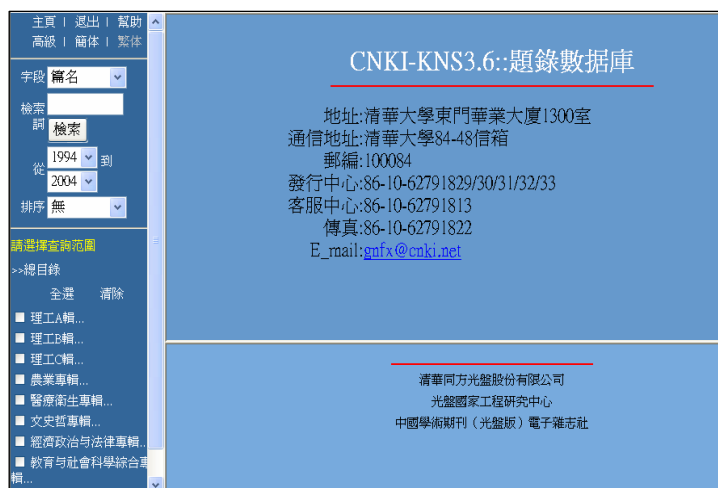 主頁 | 退出 | 幫助
高級 | 簡体 | 繁体
字段 篇名
檢索詞
檢索
從 1994 到
2004
排序 無
請選擇查詢范圍
>>總目錄
全選 清除
理工A輯...
理工B輯...
理工C輯...
農業專輯...
醫療衛生專輯...
文史哲專輯...
經濟政治与法律專輯..
教育与社會科學綜合專
輯...
CNKI-KNS3.6::題錄數据庫
地址:清華大學東門華業大廈1300室
通信地址:清華大學84-48信箱
郵編:100084
發行中心:86-10-62791829/30/31/32/33
客服中心:86-10-62791813
傳真:86-10-62791822
E_mail:gnfx@cnki.net
清華同方光盤股份有限公司
光盤國家工程研究中心
中國學術期刊（光盤版）電子雜志社